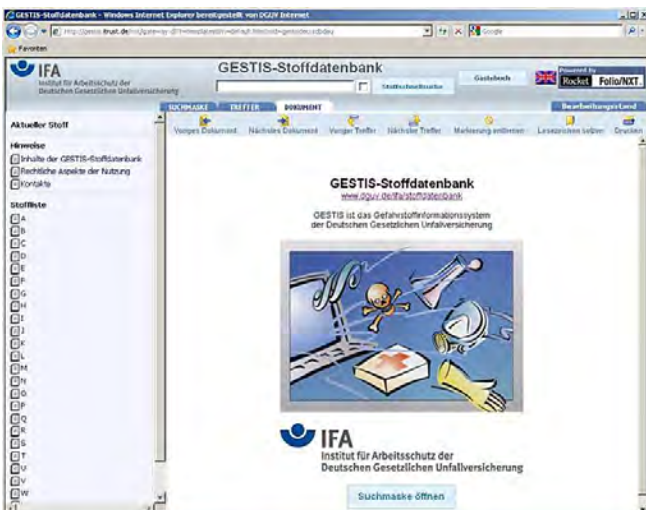 GESTIS-Stoffdatenbank - Windows Internet Explorer bereitgestellt von DGUV Internet
Google
Favoriten
IFA
Institut für Arbeitsschutz der
Deutschen Gesetzlichen Unfallversicherung
GESTIS-Stoffdatenbank
Stoffschnellsuche
Gästebuch
Powered by
Rocket Folio/NXT.
SUCHMASKE TREFFER DOKUMENT
Bearbeitungsstand
Voriges Dokument Nächstes Dokument Voriger Treffer Nächster Treffer Markierung entfernen Lesezeichen setzen Drucken
Aktueller Stoff
Hinweise
Inhalte der GESTIS-Stoffdatenbank
Rechtliche Aspekte der Nutzung
Kontakte
Stoffliste
A
B
C
D
E
F
G
H
I
J
K
L
M
N
O
P
Q
R
S
T
U
V
W
GESTIS-Stoffdatenbank
www.dguv.de/ifa/stoffdatenbank
GESTIS ist das Gefahrstoffinformationssystem
der Deutschen Gesetzlichen Unfallversicherung
IFA
Institut für Arbeitsschutz der
Deutschen Gesetzlichen Unfallversicherung
Suchmaske öffnen